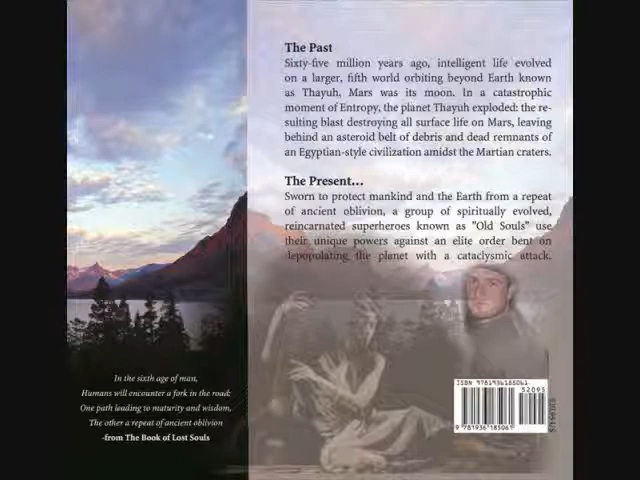 The Past
Sixty-five million years ago, intelligent life evolved
on a larger, fifth world orbiting beyond Earth known
as Thayuh, Mars was its moon. In a catastrophic
moment of Entropy, the planet Thayuh exploded: the re-
sulting blast destroying all surface life on Mars, leaving
behind an asteroid belt of debris and dead remnants of
an Egyptian-style civilization amidst the Martian craters.
The Present...
Sworn to protect mankind and the Earth from a repeat
of ancient oblivion, a group of spiritually evolved,
reincarnated superheroes known as "Old Souls" use
their unique powers against an elite order bent on
depopulating the planet with a cataclysmic attack.
In the sixth age of man,
Humans will encounter a fork in the road;
One path leading to maturity and wisdom,
The other a repeat of ancient oblivion
-from The Book of Lost Souls
ISBN 9781936185061
52095
9 781936 185061